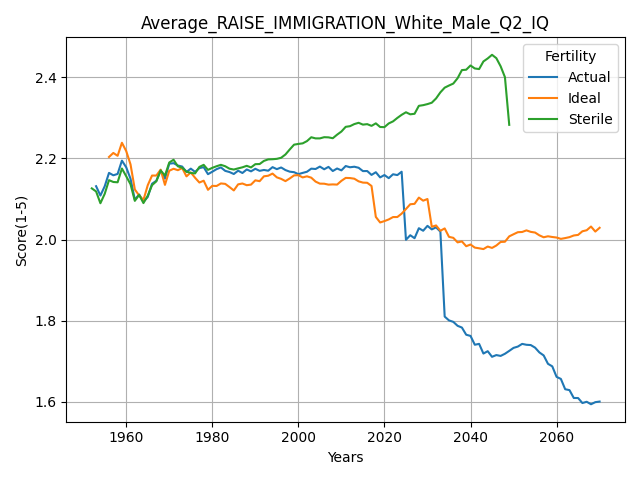 Average_RAISE_IMMIGRATION_White_Male_Q2_IQ
Fertility
Actual
Ideal
Sterile
Score(1-5)
2.4
2.2
2.0
1.8
1.6
1960 1980 2000 2020 2040 2060
Years